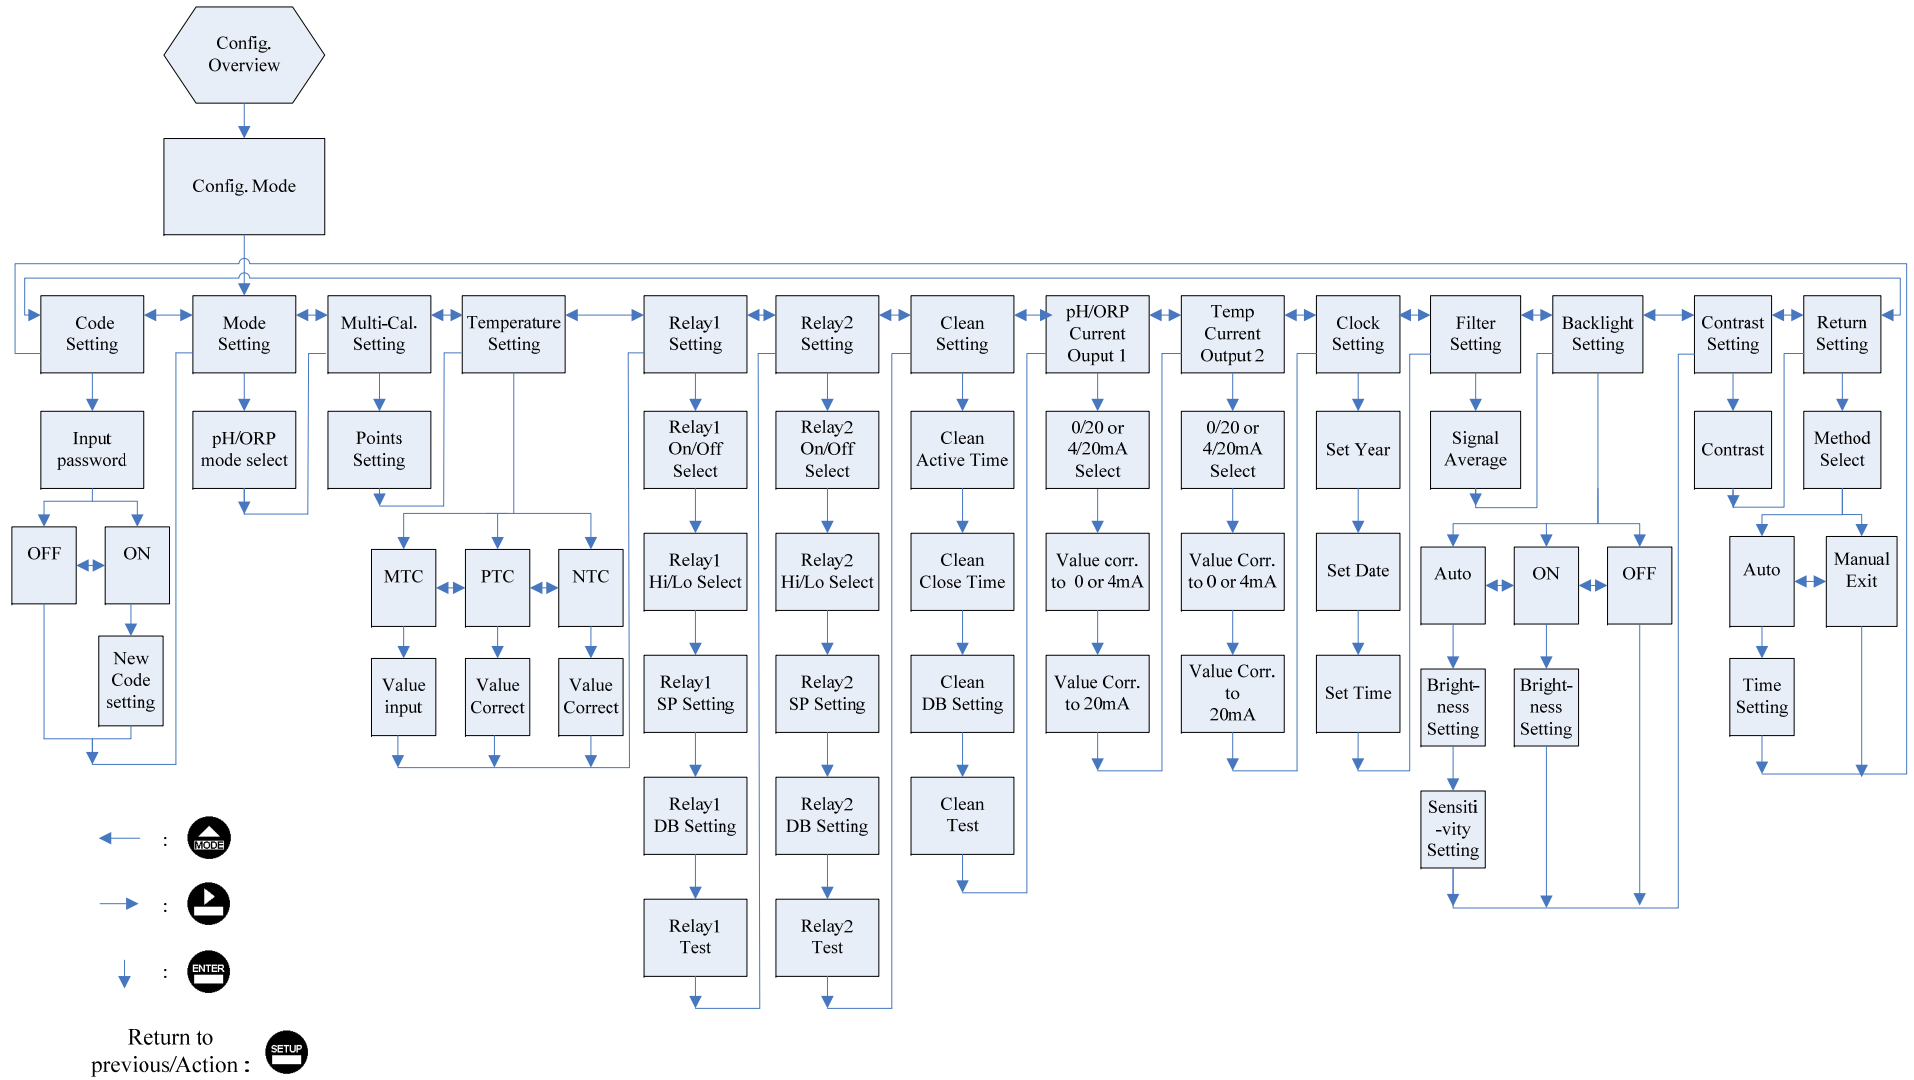 Config.
Overview
Config. Mode
Code
Setting
Mode
Setting
Multi-Cal.
Setting
Temperature
Setting
Relay1
Setting
Relay2
Setting
Clean
Setting
pH/ORP
Current
Ouput 1
Temp
Current
Output 2
Clock
Setting
Filter
Setting
Backlight
Setting
Contrast
Setting
Return
Setting
Input
password
pH/ORP
mode select
Points
Setting
Relay1
On/Off
Select
Relay2
On/Off
Select
Clean
Active Time
0/20 or
4/20mA
Select
0/20 or
4/20mA
Select
Set Year
Signal
Average
Contrast
Method
Select
OFF
ON
MTC
PTC
NTC
Relay1
Hi/Lo Select
Relay2
Hi/Lo Select
Clean
Close Time
Value corr.
to 0 or 4mA
Value Corr.
to 0 or 4mA
Set Date
Auto
ON
OFF
Auto
Manual
Exit
New
Code
setting
Value
input
Value
Correct
Value
Correct
Relay1
SP Setting
Relay2
SP Setting
Clean
DB Setting
Value Corr.
to 20mA
Value Corr.
to
20mA
Set Time
Bright-
ness
Setting
Bright-
ness
Setting
Time
Setting
Relay1
DB Setting
Relay2
DB Setting
Clean
Test
Sensiti
-vity
Setting
Relay1
Test
Relay2
Test
: MODE
:
: ENTER
Return to
previous/Action : SETUP